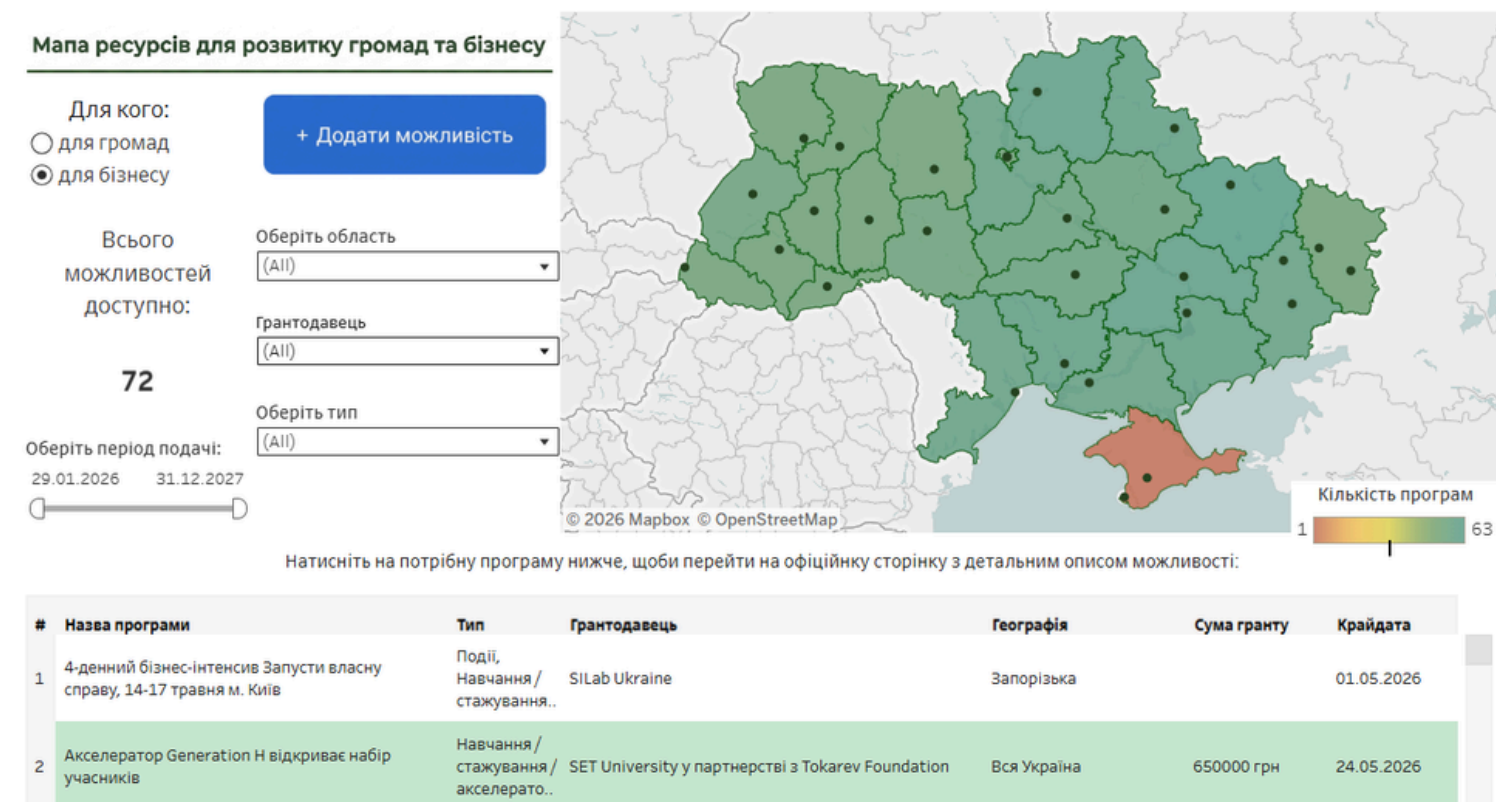 Мапа ресурсів для розвитку громад та бізнесу
Для кого:
для громад
для бізнесу
+ Додати можливість
Всього
можливостей
доступно:
72
Оберіть період подачі:
29.01.2026 31.12.2027
Оберіть область
(All)
Грантодавець
(All)
Оберіть тип
(All)
© 2026 Mapbox © OpenStreetMap
Кількість програм
1 63
Натисніть на потрібну програму нижче, щоби перейти на офіційнку сторінку з детальним описом можливості:
# Назва програми Тип Грантодавець Географія Сума гранту Крайдата
1 4-денний бізнес-інтенсив Запусти власну
справу, 14-17 травня м. Київ
Події,
Навчання /
стажування..
SILab Ukraine Запорізька 01.05.2026
2 Акселератор Generation H відкриває набір
учасників
Навчання /
стажування /
акселерато..
SET University у партнерстві з Tokarev Foundation Вся Україна 650000 грн 24.05.2026